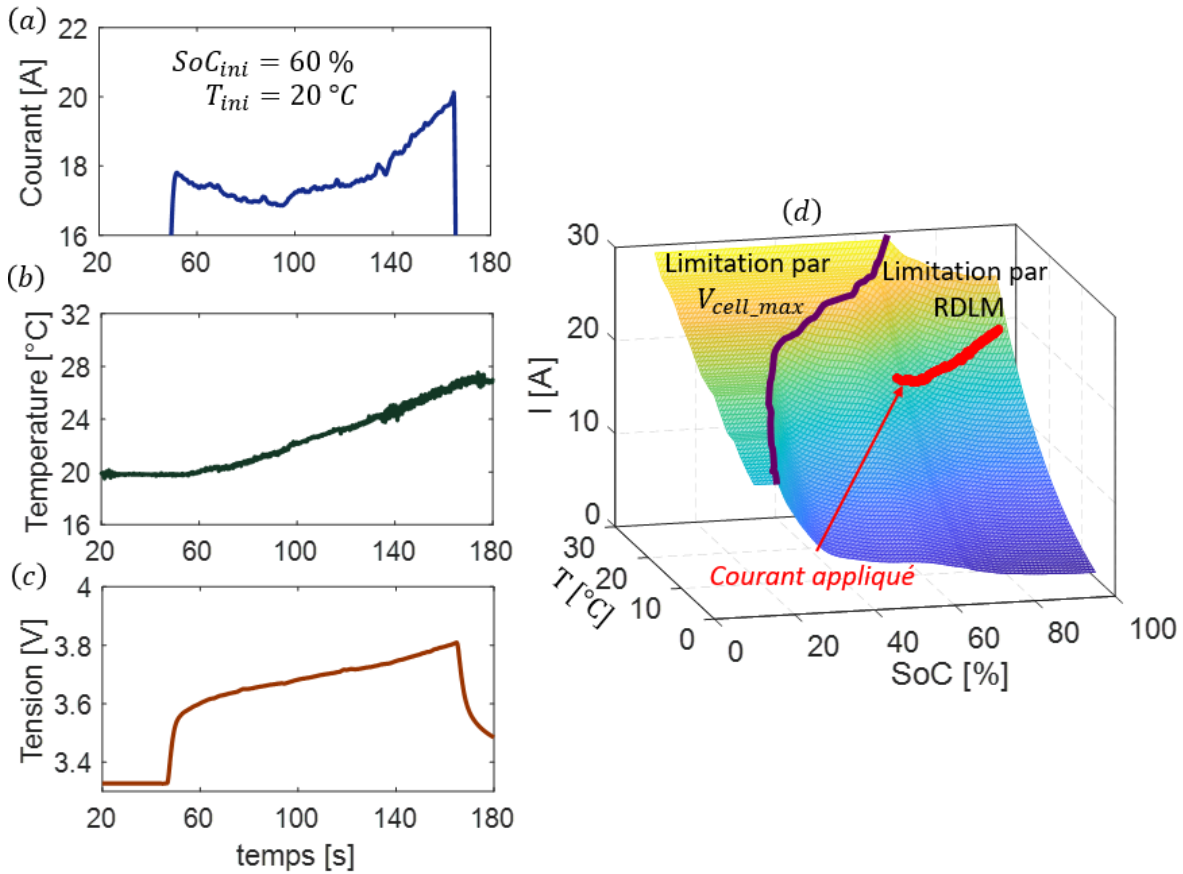 (a)
Courant [A]
22
20
18
16
SoC_ini = 60 %
T_ini = 20 °C
20
60
100
140
180
(b)
Temperature [°C]
32
28
24
20
16
20
60
100
140
180
(c)
Tension [V]
4
3.8
3.6
3.4
20
60
100
140
180
temps [s]
(d)
I [A]
30
20
10
0
Limitation par
V_cell_max
Limitation par
RDLM
Courant appliqué
T [°C]
30
20
10
0
0
20
40
60
80
100
SoC [%]